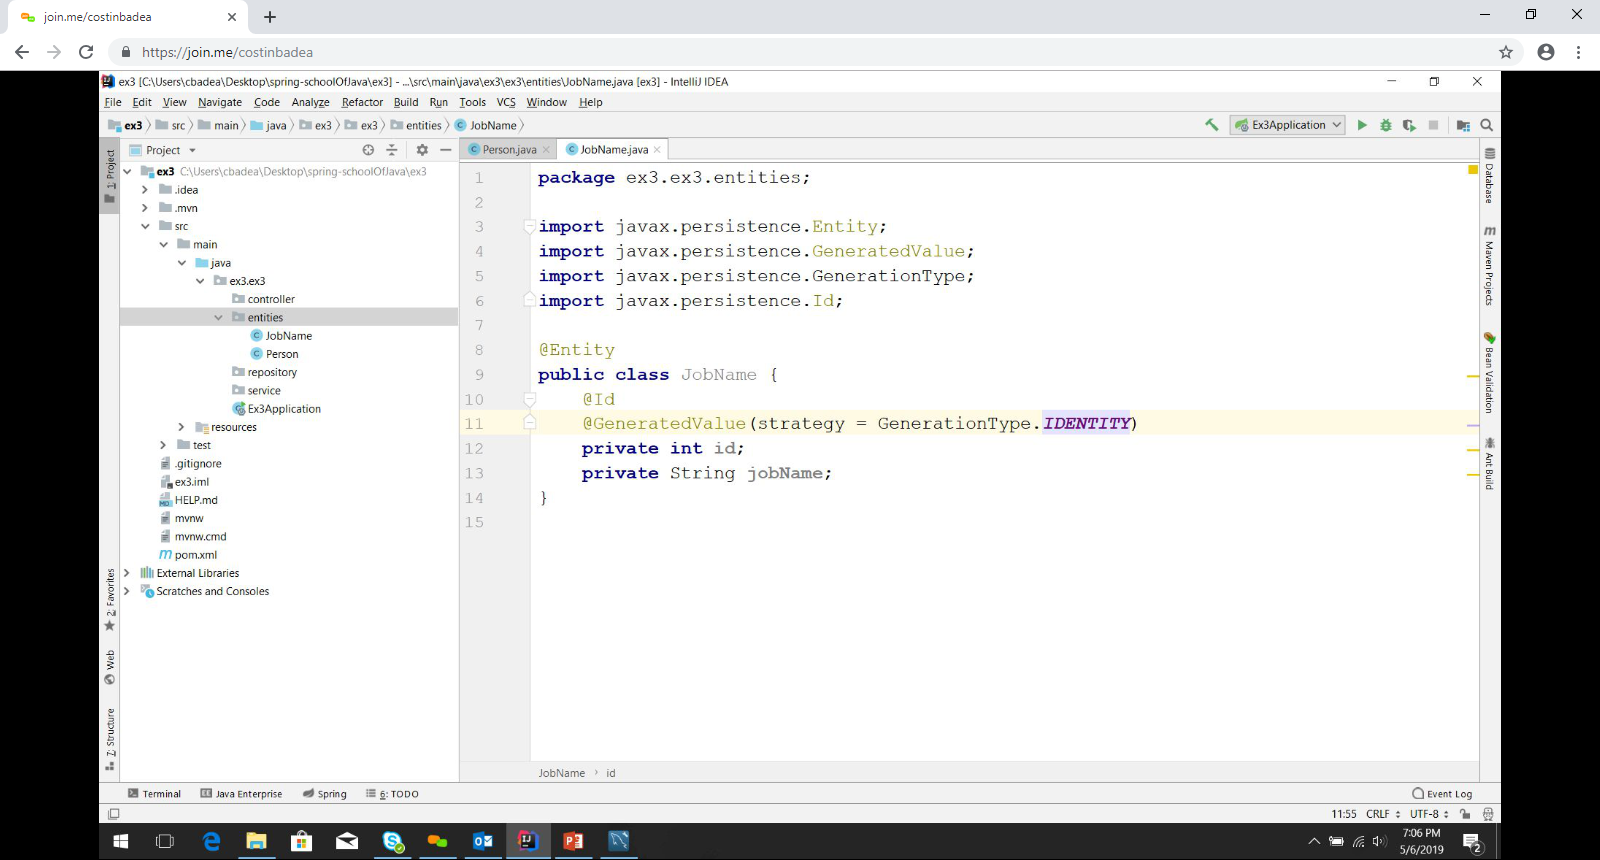 join.me/costinbadea
https://join.me/costinbadea
ex3 [C:\Users\cbadea\Desktop\spring-schoolOfJava\ex3] - ...\src\main\java\ex3\ex3\entities\JobName.java [ex3] - IntelliJ IDEA
File Edit View Navigate Code Analyze Refactor Build Run Tools VCS Window Help
ex3 src main java ex3 ex3 entities JobName
Ex3Application
1: Project
Project
Person.java JobName.java
ex3 C:\Users\cbadea\Desktop\spring-schoolOfJava\ex3
.idea
.mvn
src
main
java
ex3.ex3
controller
entities
JobName
Person
repository
service
Ex3Application
resources
test
.gitignore
ex3.iml
HELP.md
mvnw
mvnw.cmd
pom.xml
External Libraries
Scratches and Consoles
2: Favorites
Web
7: Structure
1 package ex3.ex3.entities;
2
3 import javax.persistence.Entity;
4 import javax.persistence.GeneratedValue;
5 import javax.persistence.GenerationType;
6 import javax.persistence.Id;
7
8 @Entity
9 public class JobName {
10 @Id
11 @GeneratedValue(strategy = GenerationType.IDENTITY)
12 private int id;
13 private String jobName;
14 }
15
Database
Maven Projects
Bean Validation
Ant Build
JobName › id
Terminal Java Enterprise Spring 6: TODO
Event Log
11:55 CRLF UTF-8
7:06 PM
5/6/2019
2